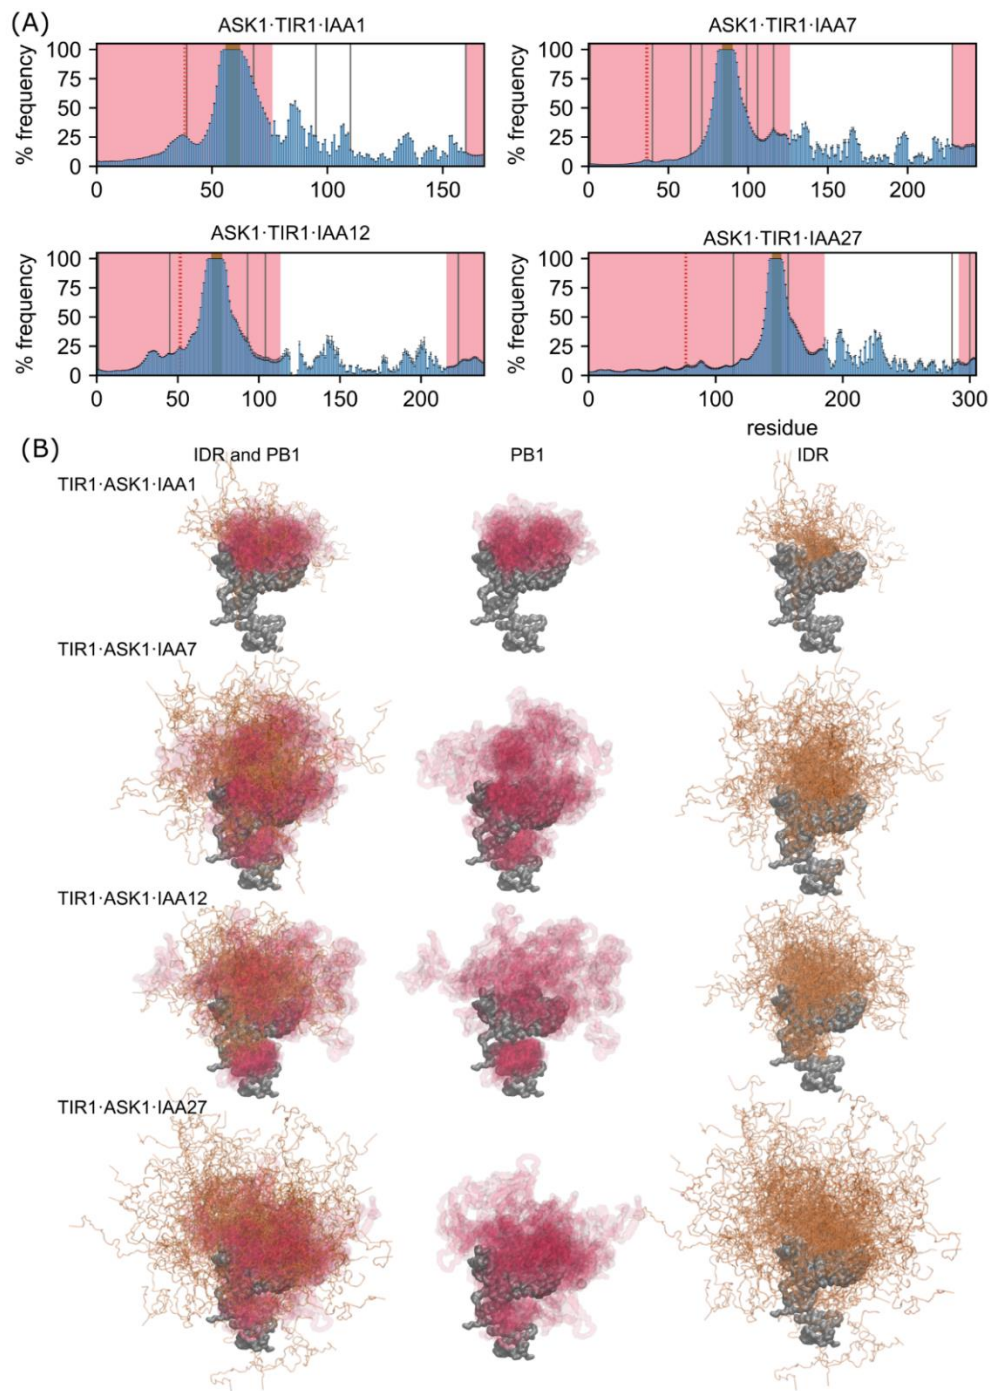 (A)
ASK1·TIR1·IAA1
ASK1·TIR1·IAA7
% frequency
100
75
50
25
0
0 50 100 150
% frequency
100
75
50
25
0
0 50 100 150 200
ASK1·TIR1·IAA12
ASK1·TIR1·IAA27
% frequency
100
75
50
25
0
0 50 100 150 200
% frequency
100
75
50
25
0
0 100 200 300
residue
(B)
IDR and PB1 PB1 IDR
TIR1·ASK1·IAA1
TIR1·ASK1·IAA7
TIR1·ASK1·IAA12
TIR1·ASK1·IAA27